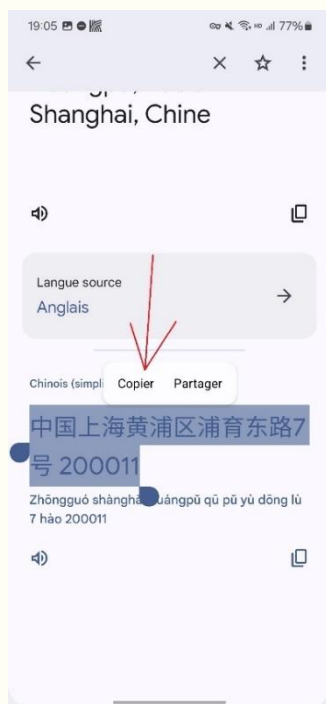 19:05
77%
Shanghai, Chine
Langue source
Anglais
Chinois (simpli
Copier Partager
中国上海黄浦区浦育东路7
号 200011
Zhōngguó shànghǎ uángpǔ qū pǔ yù dōng lù
7 hào 200011